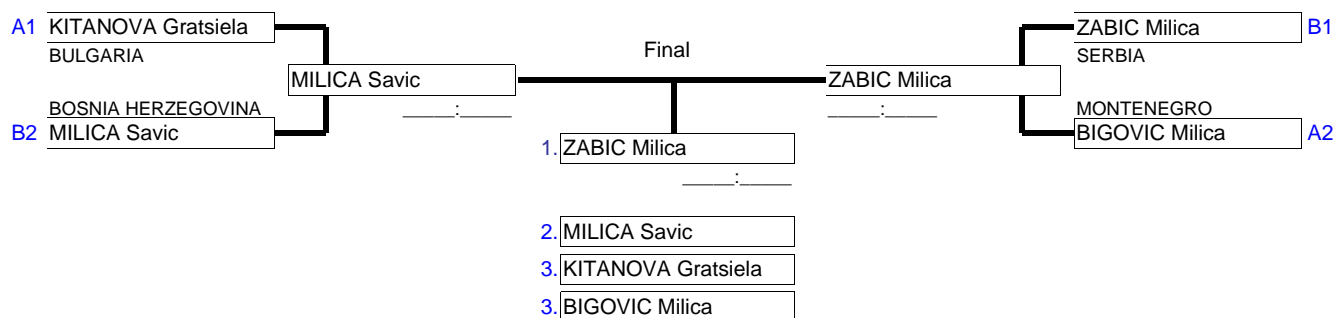 A1 KITANOVA Gratsiela
BULGARIA
ZABIC Milica B1
SERBIA
Final
MILICA Savic
_____:_____
ZABIC Milica
_____:_____
BOSNIA HERZEGOVINA
B2 MILICA Savic
MONTENEGRO
BIGOVIC Milica A2
1. ZABIC Milica
_____:_____
2. MILICA Savic
3. KITANOVA Gratsiela
3. BIGOVIC Milica